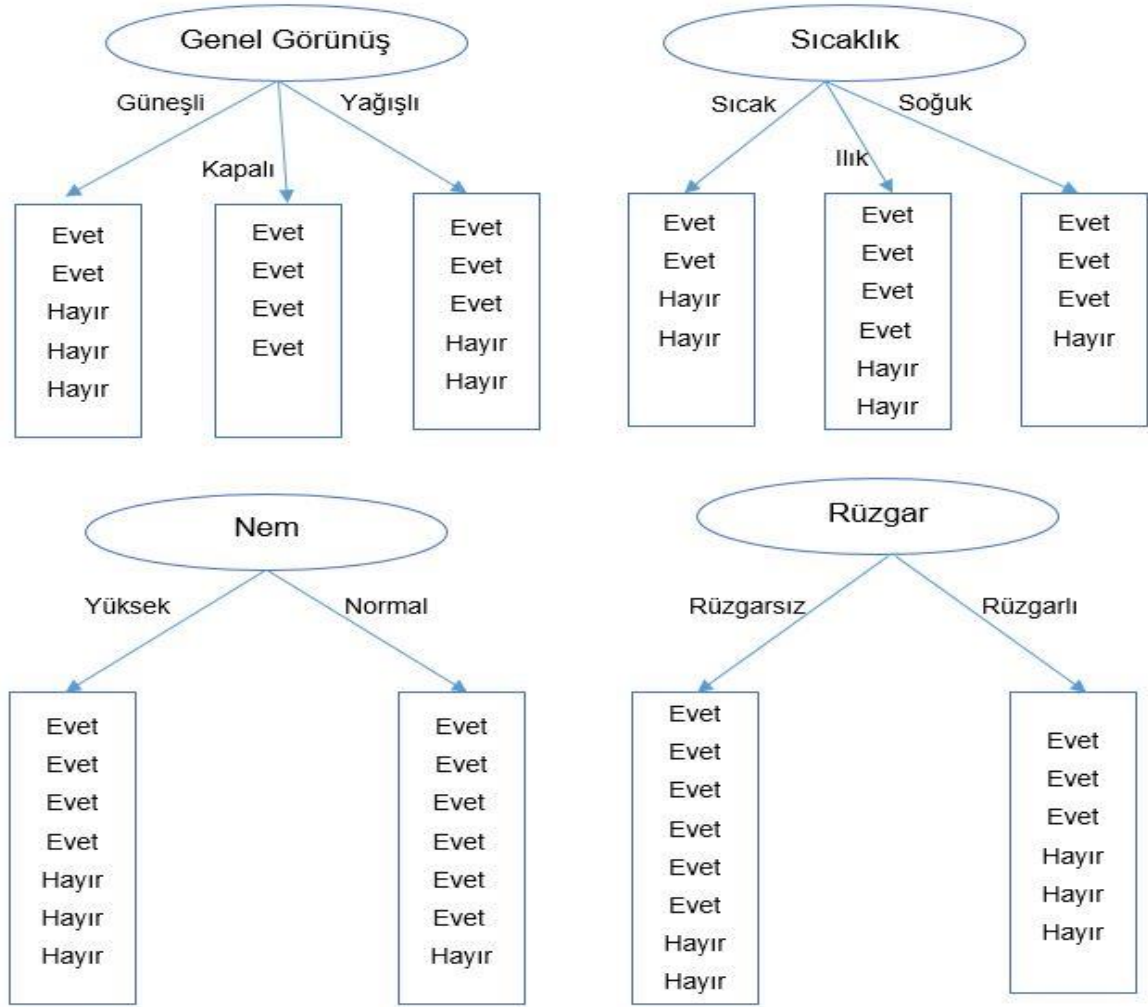 Genel Görünüş
Güneşli
Kapalı
Yağışlı
Evet
Evet
Hayır
Hayır
Hayır
Evet
Evet
Evet
Evet
Evet
Evet
Evet
Hayır
Hayır
Sıcaklık
Sıcak
Ilık
Soğuk
Evet
Evet
Hayır
Hayır
Evet
Evet
Evet
Evet
Hayır
Hayır
Evet
Evet
Evet
Hayır
Nem
Yüksek
Normal
Evet
Evet
Evet
Evet
Hayır
Hayır
Hayır
Evet
Evet
Evet
Evet
Evet
Evet
Hayır
Rüzgar
Rüzgarsız
Rüzgarlı
Evet
Evet
Evet
Evet
Evet
Evet
Hayır
Hayır
Evet
Evet
Evet
Hayır
Hayır
Hayır